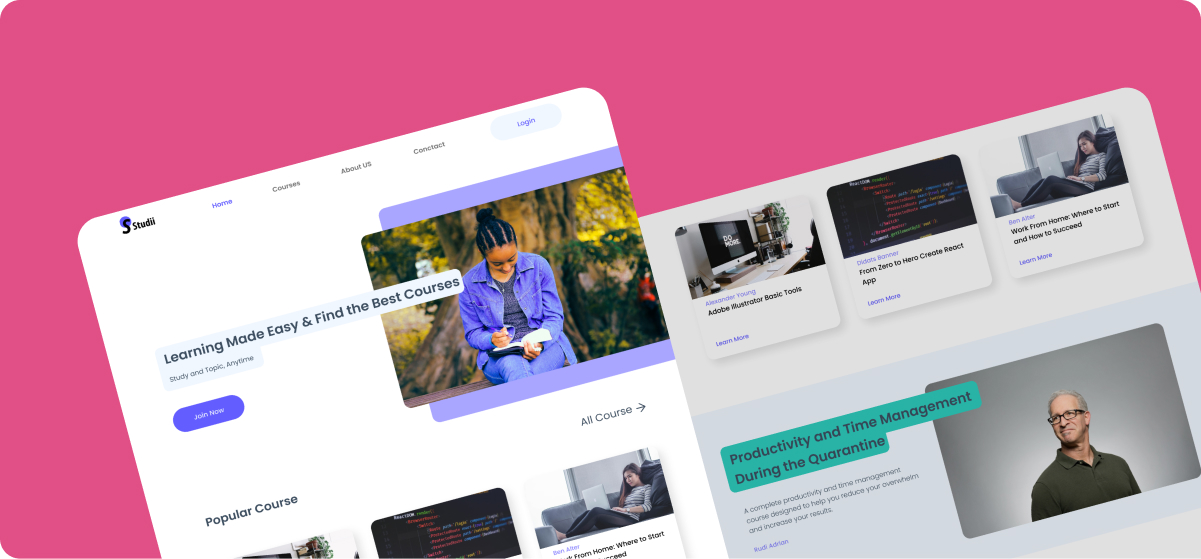 Studii
Home
Courses
About US
Conctact
Login
Learning Made Easy & Find the Best Courses
Study and Topic, Anytime
Join Now
All Course →
Popular Course
Ben Alter
Work From Home: Where to Start
DO
MORE.
Alexander Young
Adobe Illustrator Basic Tools
Learn More
Didats Banner
From Zero to Hero Create React
App
Learn More
Ben Alter
Work From Home: Where to Start
and How to Succeed
Learn More
Productivity and Time Management
During the Quarantine
A complete productivity and time management
course designed to help you reduce your overwhelm
and increase your results.
Rudi Adrian